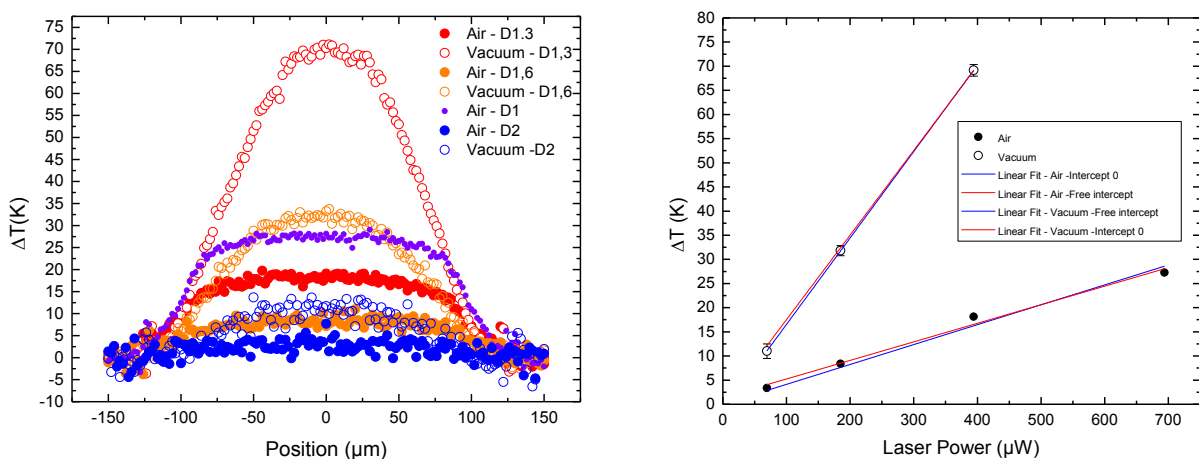 75
70
65
60
55
50
45
40
35
30
25
20
15
10
5
0
-5
-10
ΔT(K)
-150 -100 -50 0 50 100 150
Position (µm)
Air - D1.3
Vacuum - D1,3
Air - D1,6
Vacuum - D1,6
Air - D1
Air - D2
Vacuum -D2
80
75
70
65
60
55
50
45
40
35
30
25
20
15
10
5
0
ΔT (K)
0 100 200 300 400 500 600 700
Laser Power (µW)
Air
Vacuum
Linear Fit - Air -Intercept 0
Linear Fit - Air -Free intercept
Linear Fit - Vacuum -Free intercept
Linear Fit - Vacuum -Intercept 0